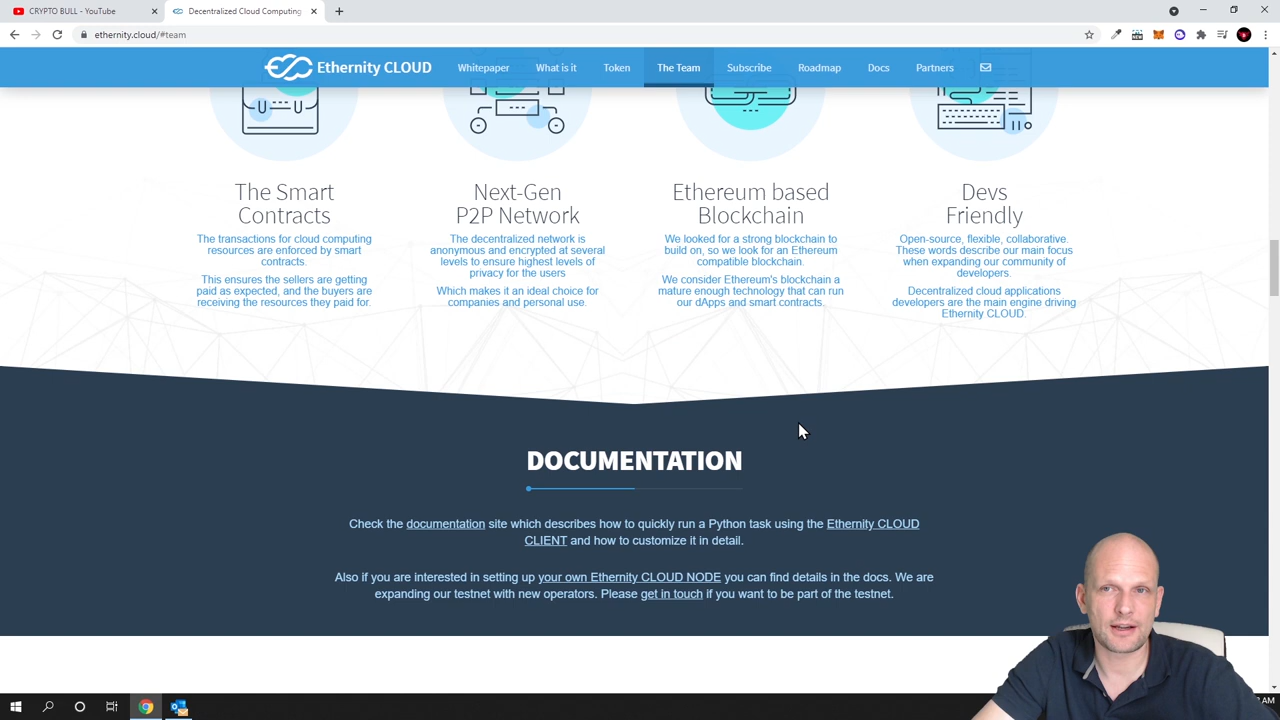 CRYPTO BULL - YouTube
Decentralized Cloud Computing
ethernity.cloud/#team
Ethernity CLOUD
Whitepaper
What is it
Token
The Team
Subscribe
Roadmap
Docs
Partners
The Smart
Contracts
The transactions for cloud computing
resources are enforced by smart
contracts.
This ensures the sellers are getting
paid as expected, and the buyers are
receiving the resources they paid for.
Next-Gen
P2P Network
The decentralized network is
anonymous and encrypted at several
levels to ensure highest levels of
privacy for the users
Which makes it an ideal choice for
companies and personal use.
Ethereum based
Blockchain
We looked for a strong blockchain to
build on, so we look for an Ethereum
compatible blockchain.
We consider Ethereum's blockchain a
mature enough technology that can run
our dApps and smart contracts.
Devs
Friendly
Open-source, flexible, collaborative.
These words describe our main focus
when expanding our community of
developers.
Decentralized cloud applications
developers are the main engine driving
Ethernity CLOUD.
DOCUMENTATION
Check the documentation site which describes how to quickly run a Python task using the Ethernity CLOUD
CLIENT and how to customize it in detail.
Also if you are interested in setting up your own Ethernity CLOUD NODE you can find details in the docs. We are
expanding our testnet with new operators. Please get in touch if you want to be part of the testnet.
AM